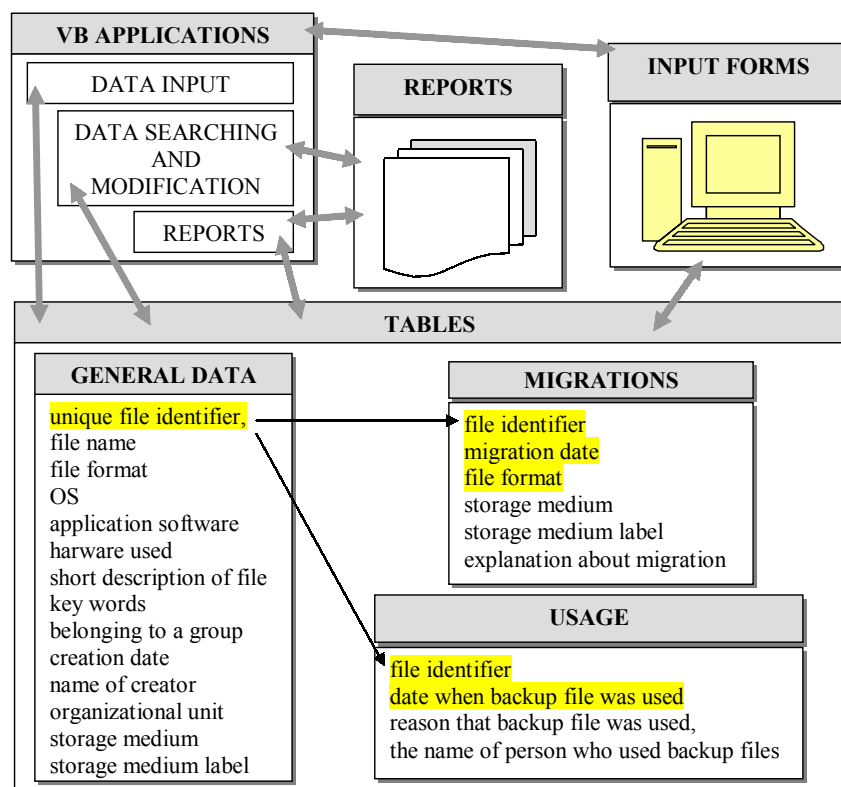 VB APPLICATIONS
DATA INPUT
DATA SEARCHING
AND
MODIFICATION
REPORTS
REPORTS
INPUT FORMS
TABLES
GENERAL DATA
unique file identifier,
file name
file format
OS
application software
harware used
short description of file
key words
belonging to a group
creation date
name of creator
organizational unit
storage medium
storage medium label
MIGRATIONS
file identifier
migration date
file format
storage medium
storage medium label
explanation about migration
USAGE
file identifier
date when backup file was used
reason that backup file was used,
the name of person who used backup files